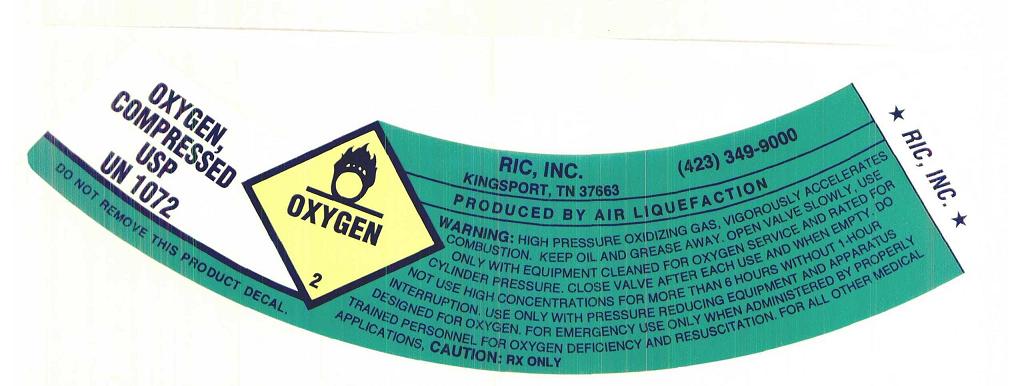 OXYGEN,
COMPRESSED
USP
UN 1072
DO NOT REMOVE THIS PRODUCT DECAL.
OXYGEN
2
RIC, INC.
KINGSPORT, TN 37663
(423) 349-9000
PRODUCED BY AIR LIQUEFACTION
WARNING: HIGH PRESSURE OXIDIZING GAS, VIGOROUSLY ACCELERATES
COMBUSTION. KEEP OIL AND GREASE AWAY. OPEN VALVE SLOWLY. USE
ONLY WITH EQUIPMENT CLEANED FOR OXYGEN SERVICE AND RATED FOR
CYLINDER PRESSURE. CLOSE VALVE AFTER EACH USE AND WHEN EMPTY. DO
NOT USE HIGH CONCENTRATIONS FOR MORE THAN 6 HOURS WITHOUT 1-HOUR
INTERRUPTION. USE ONLY WITH PRESSURE REDUCING EQUIPMENT AND APPARATUS
DESIGNED FOR OXYGEN. FOR EMERGENCY USE ONLY WHEN ADMINISTERED BY PROPERLY
TRAINED PERSONNEL FOR OXYGEN DEFICIENCY AND RESUSCITATION. FOR ALL OTHER MEDICAL
APPLICATIONS, CAUTION: RX ONLY
★ RIC, INC. ★